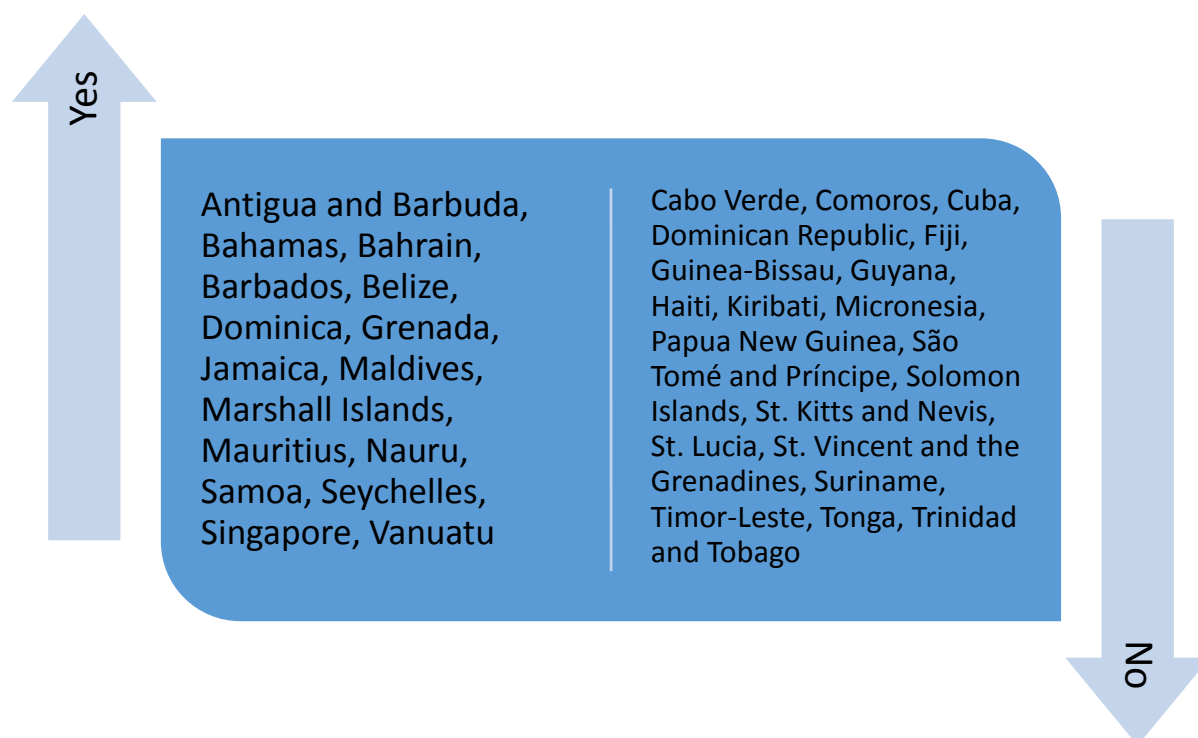 Yes
Antigua and Barbuda,
Bahamas, Bahrain,
Barbados, Belize,
Dominica, Grenada,
Jamaica, Maldives,
Marshall Islands,
Mauritius, Nauru,
Samoa, Seychelles,
Singapore, Vanuatu
Cabo Verde, Comoros, Cuba,
Dominican Republic, Fiji,
Guinea-Bissau, Guyana,
Haiti, Kiribati, Micronesia,
Papua New Guinea, São
Tomé and Príncipe, Solomon
Islands, St. Kitts and Nevis,
St. Lucia, St. Vincent and the
Grenadines, Suriname,
Timor-Leste, Tonga, Trinidad
and Tobago
No